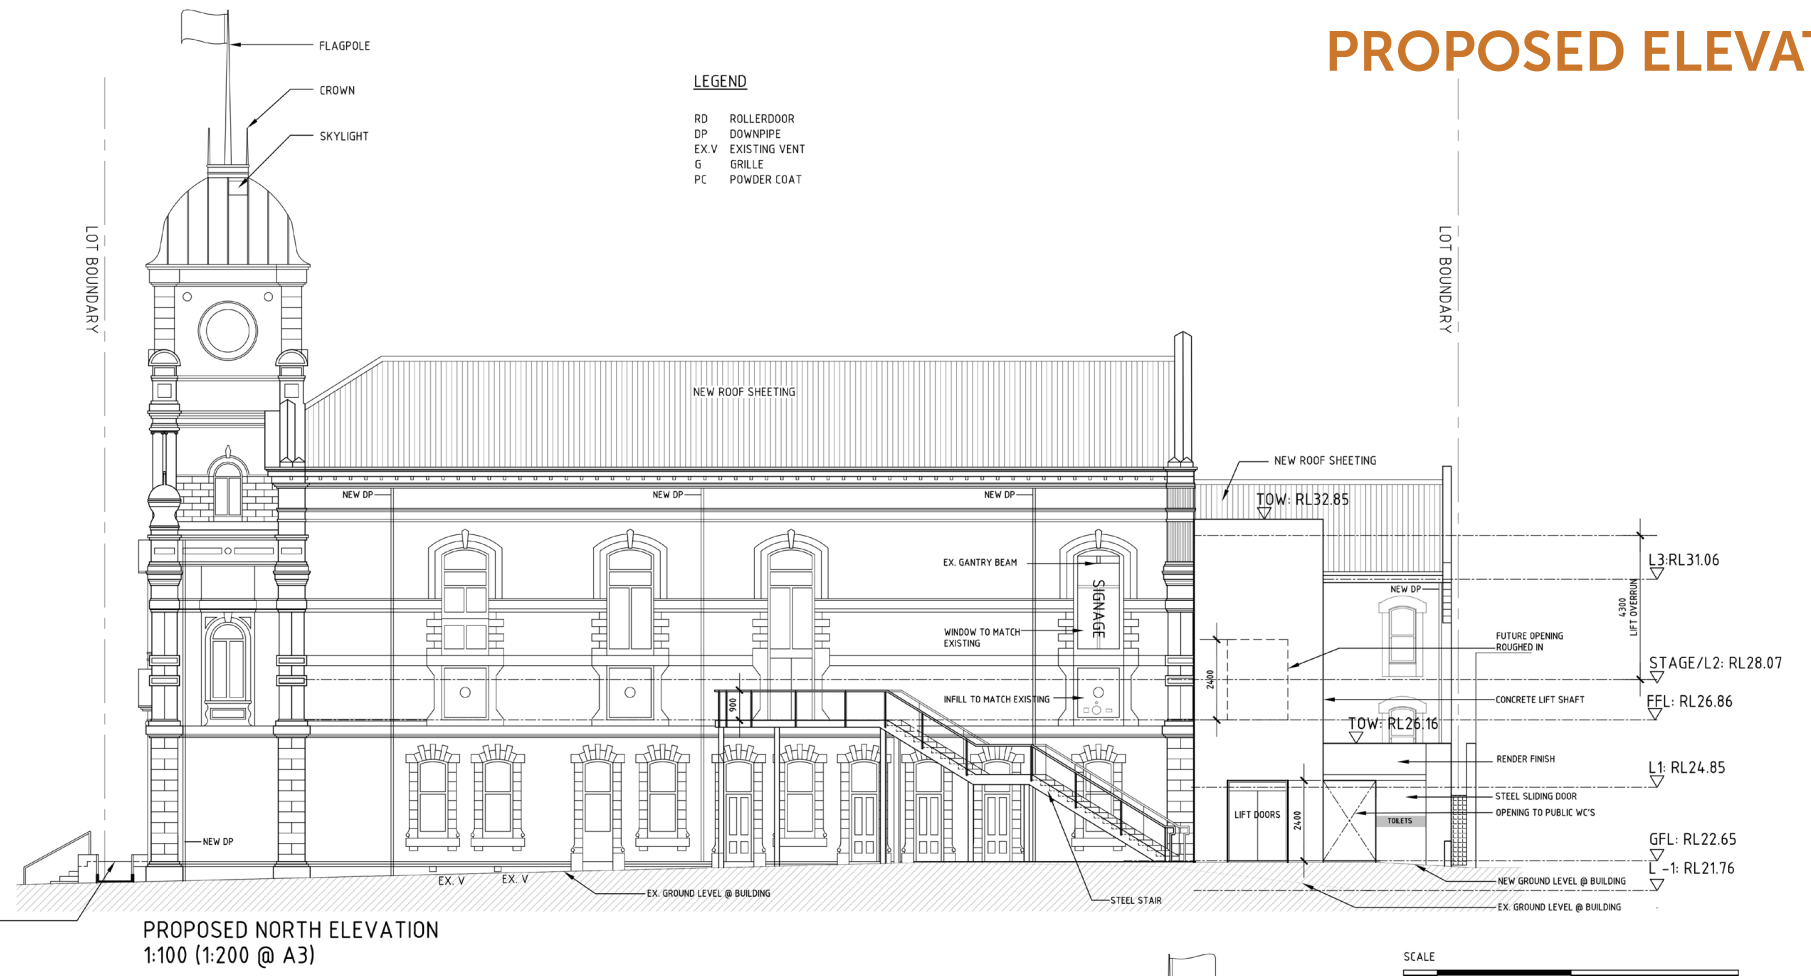 PROPOSED ELEVAT
FLAGPOLE
CROWN
SKYLIGHT
LEGEND
RD ROLLERDOOR
DP DOWNPIPE
EX.V EXISTING VENT
G GRILLE
PC POWDER COAT
LOT BOUNDARY
LOT BOUNDARY
NEW ROOF SHEETING
NEW ROOF SHEETING
TOW: RL32.85
NEW DP
NEW DP
NEW DP
EX. GANTRY BEAM
SIGNAGE
WINDOW TO MATCH
EXISTING
INFILL TO MATCH EXISTING
900
2400
NEW DP
L3:RL31.06
4300
LIFT OVERRUN
FUTURE OPENING
ROUGHED IN
STAGE/L2: RL28.07
CONCRETE LIFT SHAFT
FFL: RL26.86
TOW: RL26.16
RENDER FINISH
L1: RL24.85
STEEL SLIDING DOOR
OPENING TO PUBLIC WC'S
LIFT DOORS
2400
TOILETS
GFL: RL22.65
L -1: RL21.76
NEW DP
EX. V
EX. V
EX. GROUND LEVEL @ BUILDING
STEEL STAIR
NEW GROUND LEVEL @ BUILDING
EX. GROUND LEVEL @ BUILDING
PROPOSED NORTH ELEVATION
1:100 (1:200 @ A3)
SCALE